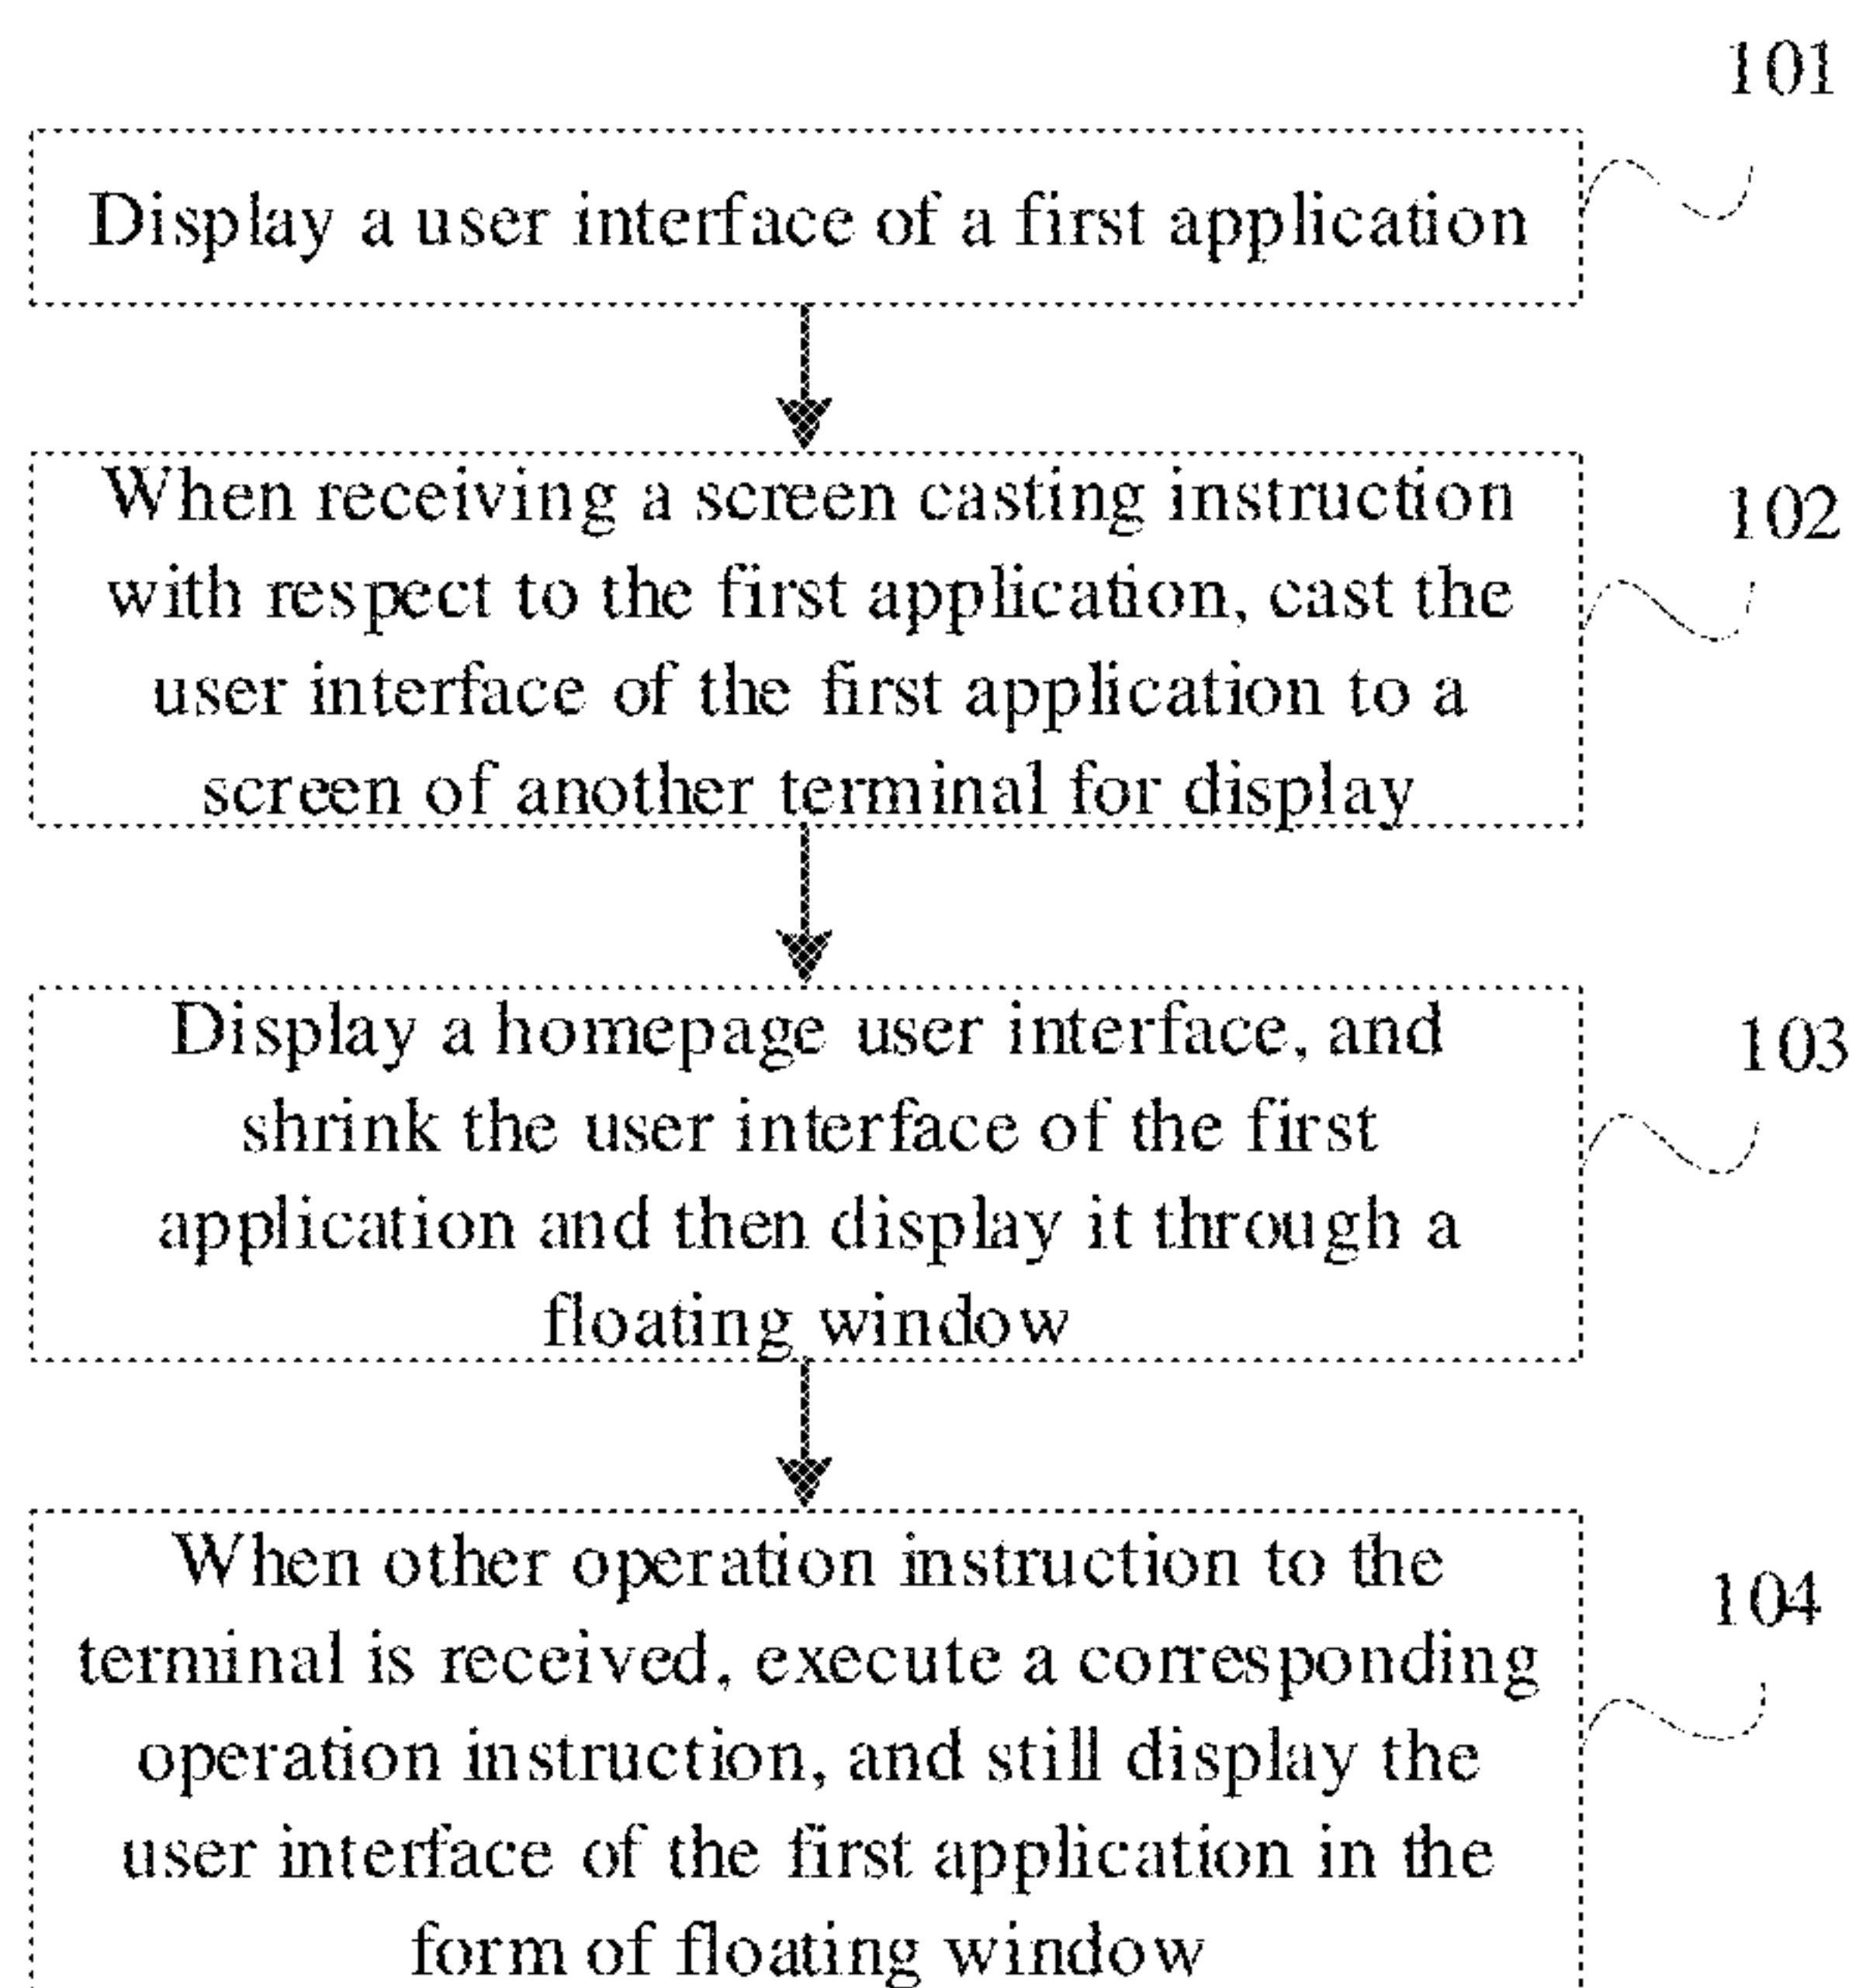 101
Display a user interface of a first application
When receiving a screen casting instruction
102
with respect to the first application, cast the
user interface of the first application to a
screen of another terminal for display
Display a homepage user interface, and
103
shrink the user interface of the first
application and then display it through a
floating window
When other operation instruction to the
104
terminal is received, execute a corresponding
operation instruction, and still display the
user interface of the first application in the
form of floating window